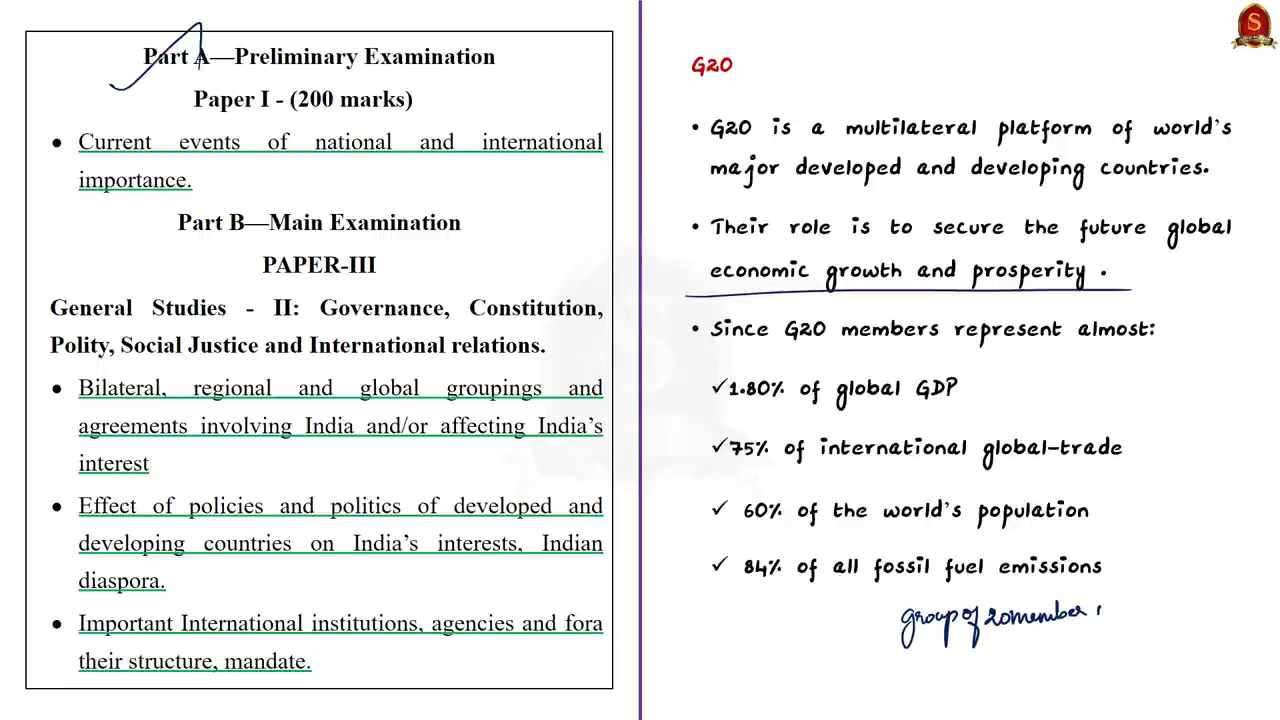 Part A—Preliminary Examination
Paper I - (200 marks)
• Current events of national and international
importance.
Part B—Main Examination
PAPER-III
General Studies - II: Governance, Constitution,
Polity, Social Justice and International relations.
• Bilateral, regional and global groupings and
agreements involving India and/or affecting India's
interest
• Effect of policies and politics of developed and
developing countries on India's interests, Indian
diaspora.
• Important International institutions, agencies and fora
their structure, mandate.
S
G20
• G20 is a multilateral platform of world's
major developed and developing countries.
• Their role is to secure the future global
economic growth and prosperity .
• Since G20 members represent almost:
✓1.80% of global GDP
✓75% of international global-trade
✓ 60% of the world's population
✓ 84% of all fossil fuel emissions
group of 20 member